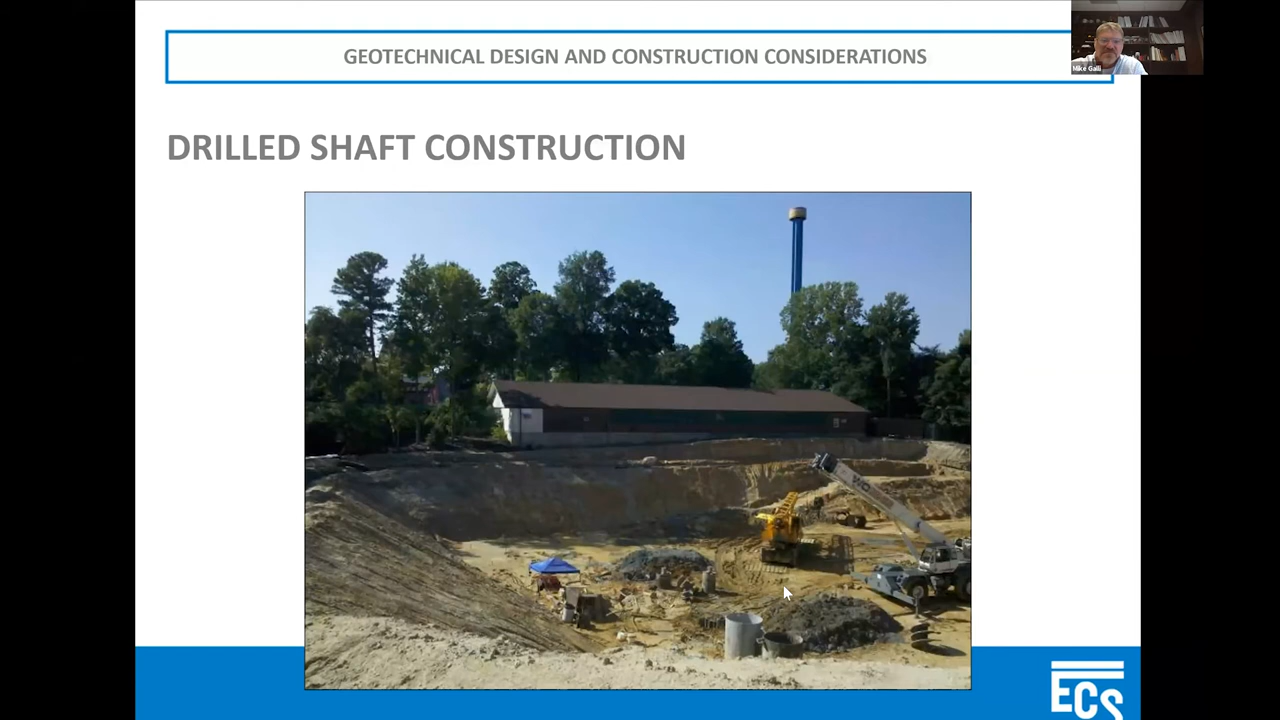 GEOTECHNICAL DESIGN AND CONSTRUCTION CONSIDERATIONS
Mike Galli
DRILLED SHAFT CONSTRUCTION
ECS